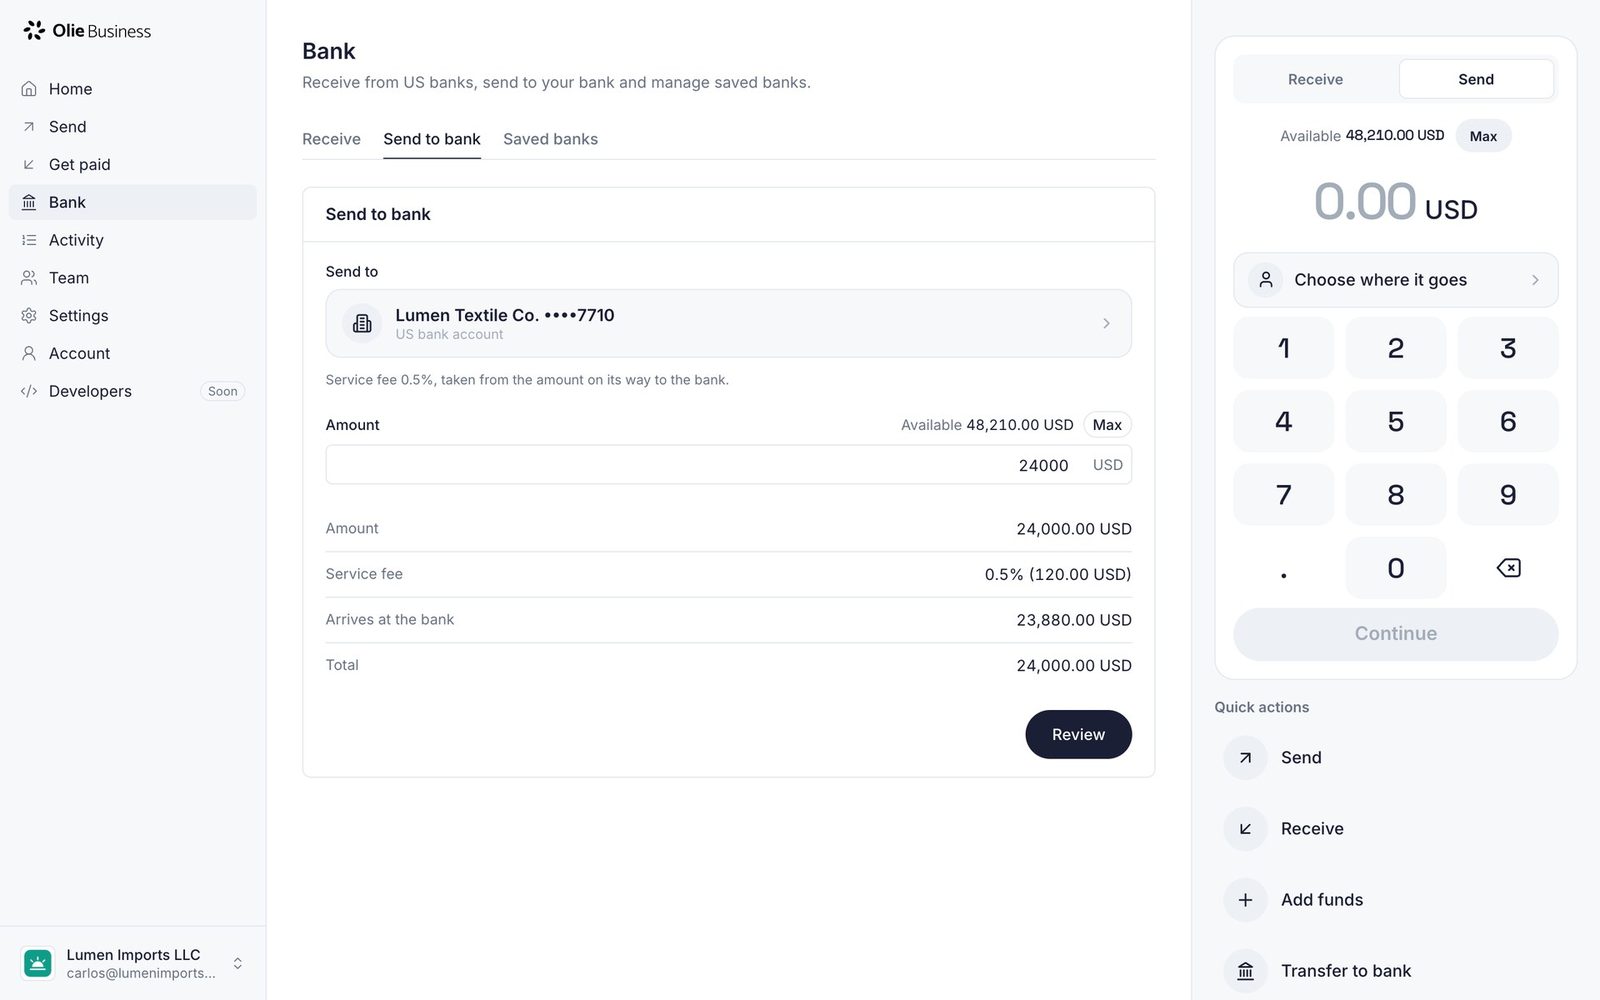 Olie Business
Home
Send
Get paid
Bank
Activity
Team
Settings
Account
Developers Soon
Lumen Imports LLC
carlos@lumenimports...
Bank
Receive from US banks, send to your bank and manage saved banks.
Receive Send to bank Saved banks
Send to bank
Send to
Lumen Textile Co. ••••7710
US bank account
Service fee 0.5%, taken from the amount on its way to the bank.
Amount Available 48,210.00 USD Max
24000 USD
Amount 24,000.00 USD
Service fee 0.5% (120.00 USD)
Arrives at the bank 23,880.00 USD
Total 24,000.00 USD
Review
Receive Send
Available 48,210.00 USD Max
0.00 USD
Choose where it goes
1 2 3
4 5 6
7 8 9
. 0
Continue
Quick actions
Send
Receive
Add funds
Transfer to bank